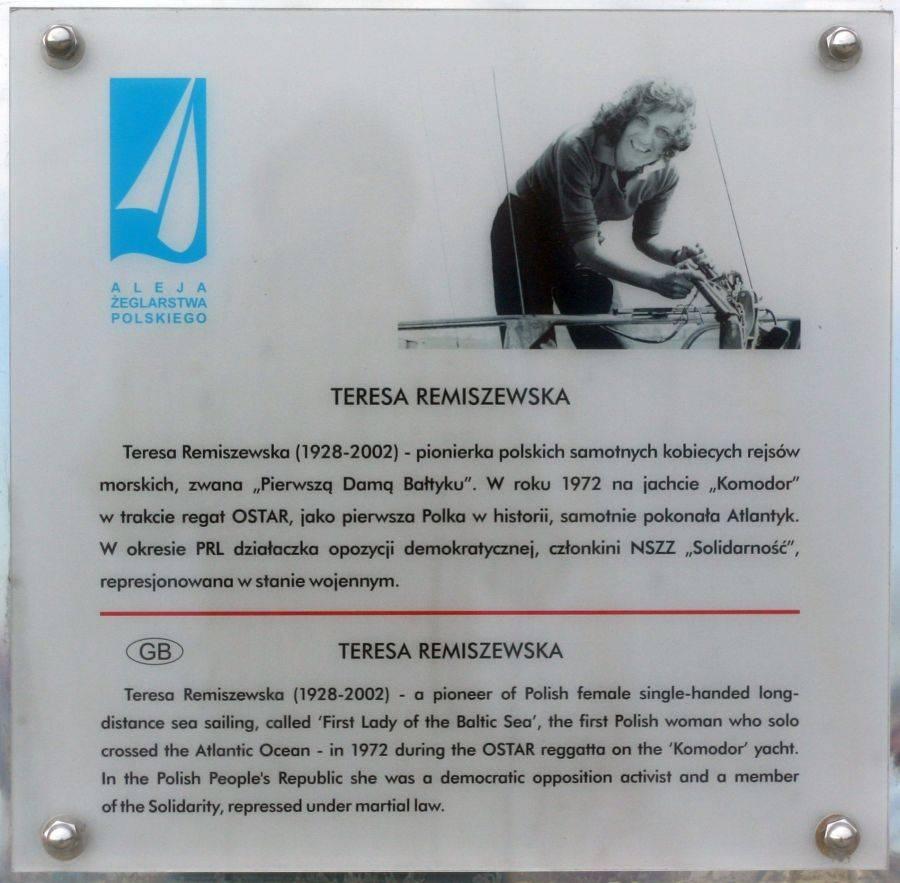 ALEJA
ŻEGLARSTWA
POLSKIEGO
TERESA REMISZEWSKA
Teresa Remiszewska (1928-2002) - pionierka polskich samotnych kobiecych rejsów
morskich, zwana „Pierwszą Damą Bałtyku”. W roku 1972 na jachcie „Komodor”
w trakcie regat OSTAR, jako pierwsza Polka w historii, samotnie pokonała Atlantyk.
W okresie PRL działaczka opozycji demokratycznej, członkini NSZZ „Solidarność”,
represjonowana w stanie wojennym.
GB
TERESA REMISZEWSKA
Teresa Remiszewska (1928-2002) - a pioneer of Polish female single-handed long-
distance sea sailing, called ‘First Lady of the Baltic Sea’, the first Polish woman who solo
crossed the Atlantic Ocean - in 1972 during the OSTAR reggatta on the ‘Komodor’ yacht.
In the Polish People's Republic she was a democratic opposition activist and a member
of the Solidarity, repressed under martial law.